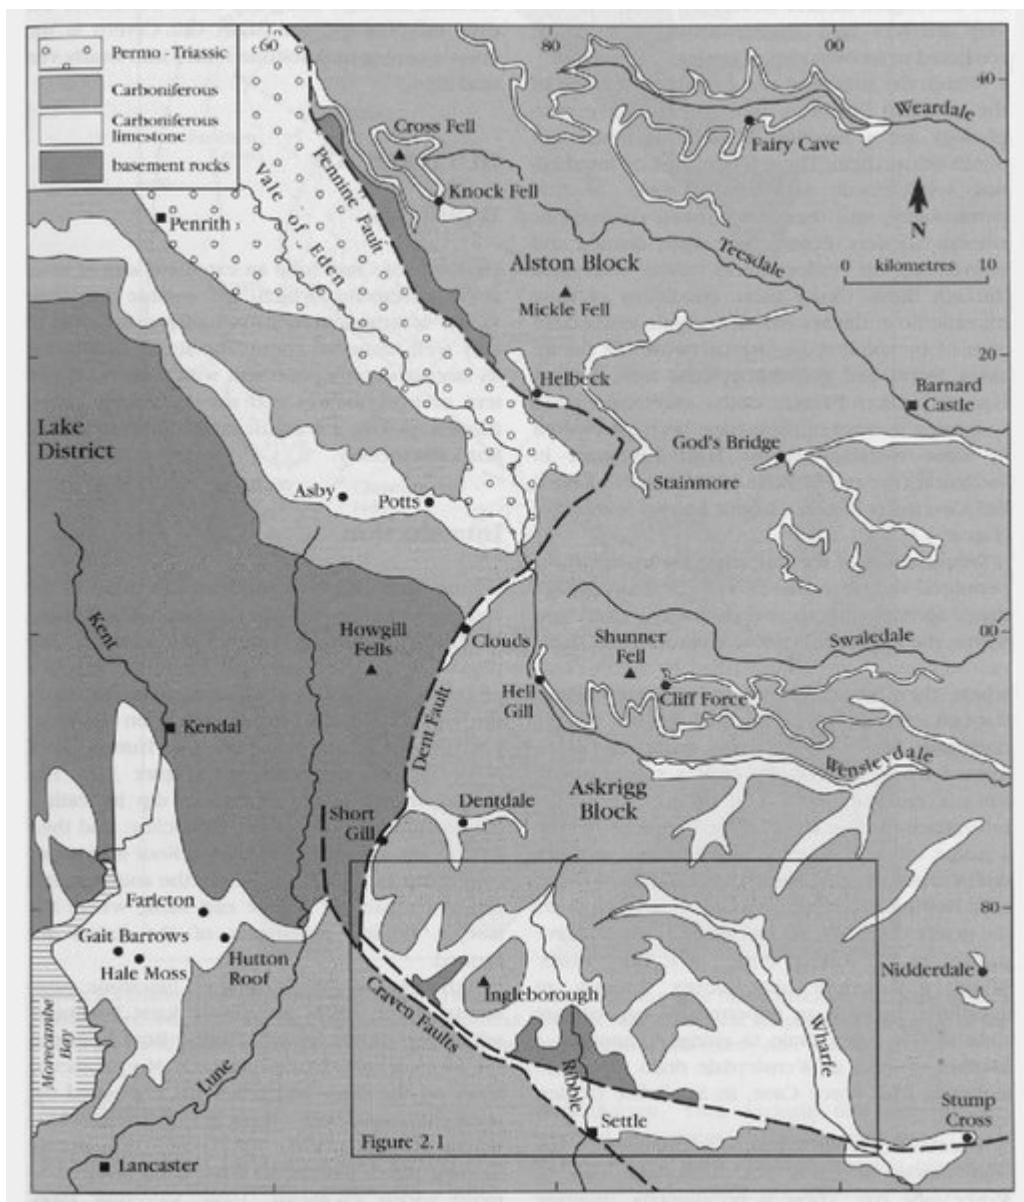 Permo - Triassic
Carboniferous
Carboniferous
limestone
basement rocks
60
80
00
40
Weardale
Cross Fell
Fairy Cave
Pennine Fault
Knock Fell
Vale of Eden
Penrith
N
Teesdale
Alston Block
0 kilometres 10
Mickle Fell
20
Helbeck
Barnard
Castle
Lake
District
God's Bridge
Stainmore
Asby
Potts
Kent
Howgill
Fells
Clouds
Shunner
Fell
00
Swaledale
Hell
Gill
Cliff Force
Kendal
Dent Fault
Wensleydale
Askrigg
Block
Dentdale
Short
Gill
Farleton
80
Gait Barrows
Hale Moss
Hutton
Roof
Nidderdale
Ingleborough
Craven Faults
Morecambe
Bay
Lune
Ribble
Wharfe
Settle
Stump
Cross
Figure 2.1
Lancaster